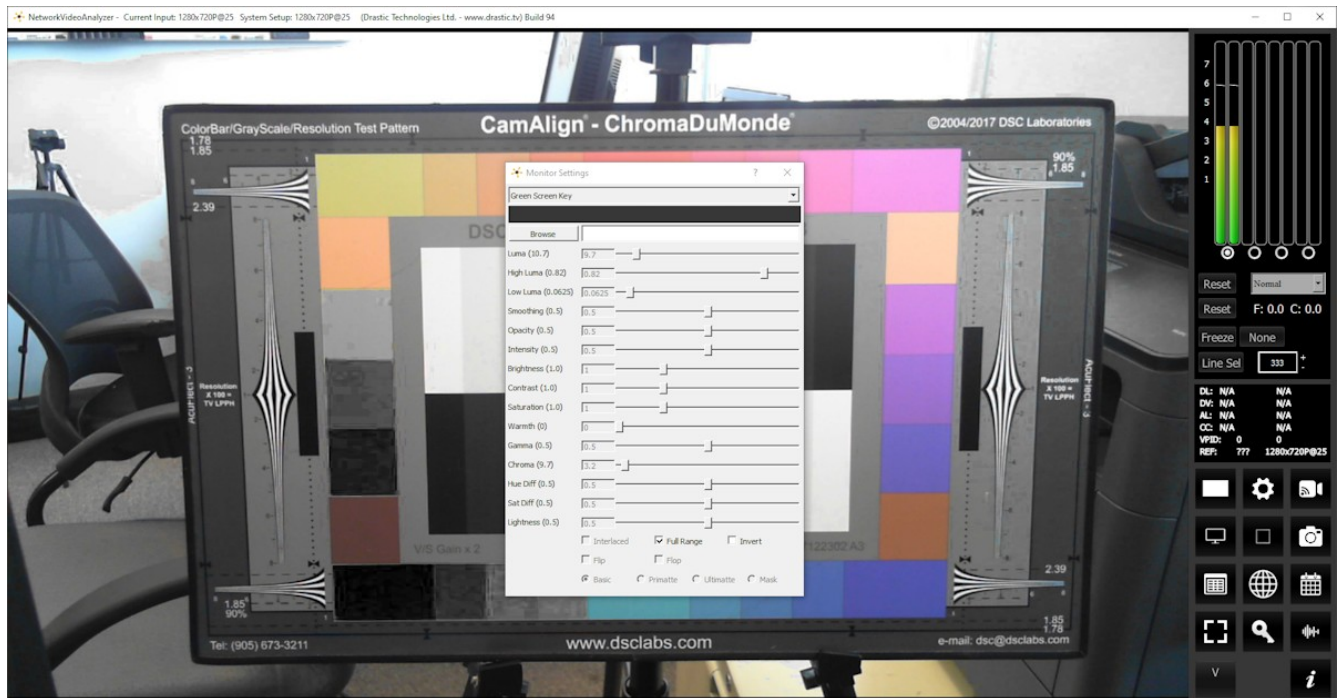 NetworkVideoAnalyzer - Current Input: 1280x720P@25 System Setup: 1280x720P@25 (Drastic Technologies Ltd. - www.drastic.tv) Build 94
ColorBar/GrayScale/Resolution Test Pattern
CamAlign® - ChromaDuMonde®
©2004/2017 DSC Laboratories
1.78
1.85
90%
1.85
2.39
DSC
Monitor Settings ? ×
Green Screen Key
Browse
Luma (10.7) 9.7
High Luma (0.82) 0.82
Low Luma (0.0625) 0.0625
Smoothing (0.5) 0.5
Opacity (0.5) 0.5
Intensity (0.5) 0.5
Brightness (1.0) 1
Contrast (1.0) 1
Saturation (1.0) 1
Warmth (0) 0
Gamma (0.5) 0.5
Chroma (9.7) 3.2
Hue Diff (0.5) 0.5
Sat Diff (0.5) 0.5
Lightness (0.5) 0.5
Interlaced Full Range Invert
Flip Flop
Basic Primatte Ultimatte Mask
Resolution
X 100 =
TV LPPH
Resolution
X 100 =
TV LPPH
V/S Gain x 2
122302 A3
1.85
90%
2.39
1.85
1.78
Tel: (905) 673-3211
www.dsclabs.com
e-mail: dsc@dsclabs.com
7
6
5
4
3
2
1
Reset Normal
Reset F: 0.0 C: 0.0
Freeze None
Line Sel 333 + -
DL: N/A N/A
DV: N/A N/A
AL: N/A N/A
CC: N/A N/A
VPID: 0 0
REF: ??? 1280x720P@25
V
i